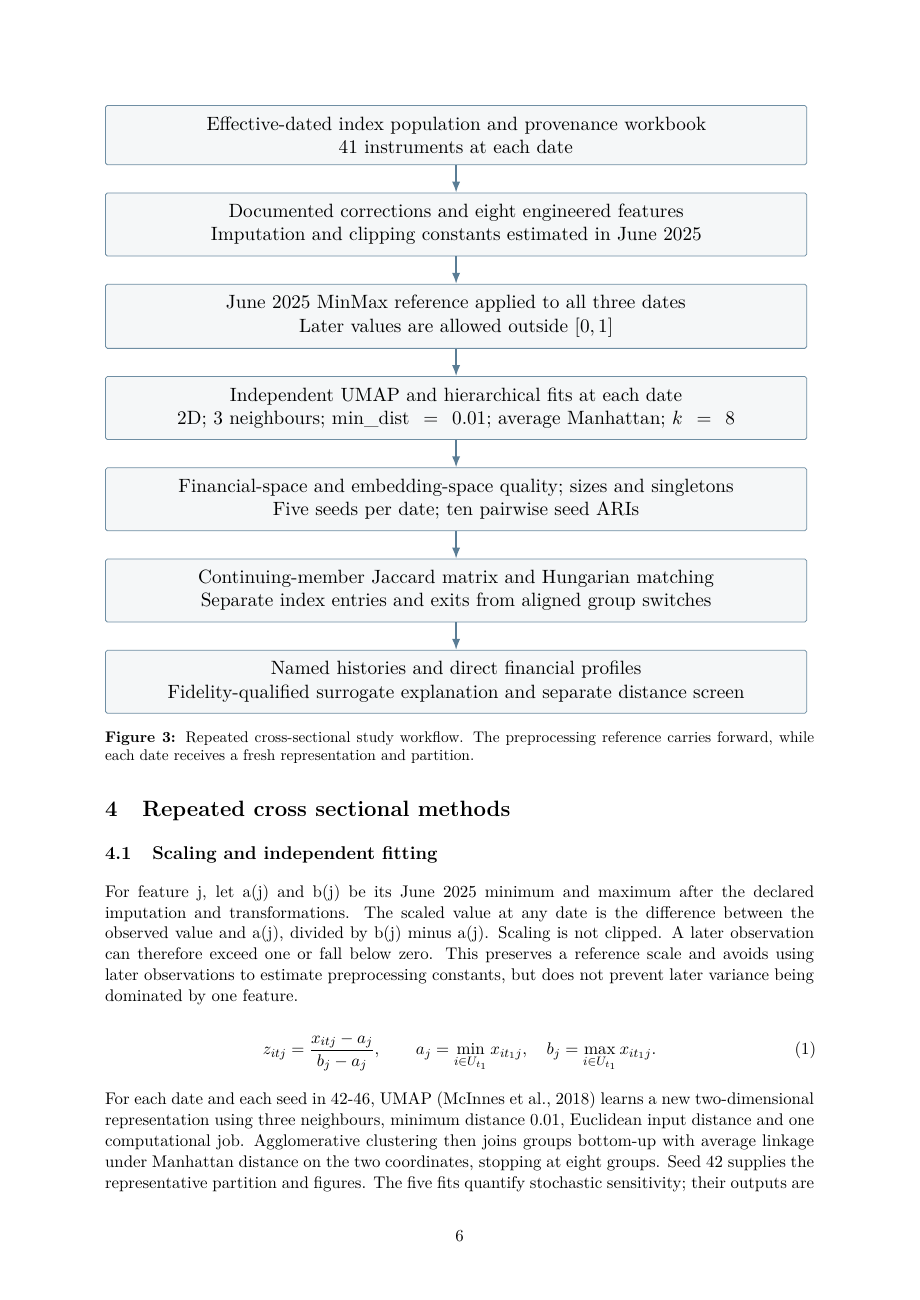 Effective-dated index population and provenance workbook
41 instruments at each date
Documented corrections and eight engineered features
Imputation and clipping constants estimated in June 2025
June 2025 MinMax reference applied to all three dates
Later values are allowed outside [0, 1]
Independent UMAP and hierarchical fits at each date
2D; 3 neighbours; min_dist = 0.01; average Manhattan; k = 8
Financial-space and embedding-space quality; sizes and singletons
Five seeds per date; ten pairwise seed ARIs
Continuing-member Jaccard matrix and Hungarian matching
Separate index entries and exits from aligned group switches
Named histories and direct financial profiles
Fidelity-qualified surrogate explanation and separate distance screen
Figure 3: Repeated cross-sectional study workflow. The preprocessing reference carries forward, while
each date receives a fresh representation and partition.
4 Repeated cross sectional methods
4.1 Scaling and independent fitting
For feature j, let a(j) and b(j) be its June 2025 minimum and maximum after the declared
imputation and transformations. The scaled value at any date is the difference between the
observed value and a(j), divided by b(j) minus a(j). Scaling is not clipped. A later observation
can therefore exceed one or fall below zero. This preserves a reference scale and avoids using
later observations to estimate preprocessing constants, but does not prevent later variance being
dominated by one feature.
z_{itj} = \frac{x_{itj} − a_j}{b_j − a_j}, a_j = \min_{i∈U_{t_1}} x_{it_1j}, b_j = \max_{i∈U_{t_1}} x_{it_1j}. (1)
For each date and each seed in 42-46, UMAP (McInnes et al., 2018) learns a new two-dimensional
representation using three neighbours, minimum distance 0.01, Euclidean input distance and one
computational job. Agglomerative clustering then joins groups bottom-up with average linkage
under Manhattan distance on the two coordinates, stopping at eight groups. Seed 42 supplies the
representative partition and figures. The five fits quantify stochastic sensitivity; their outputs are
6